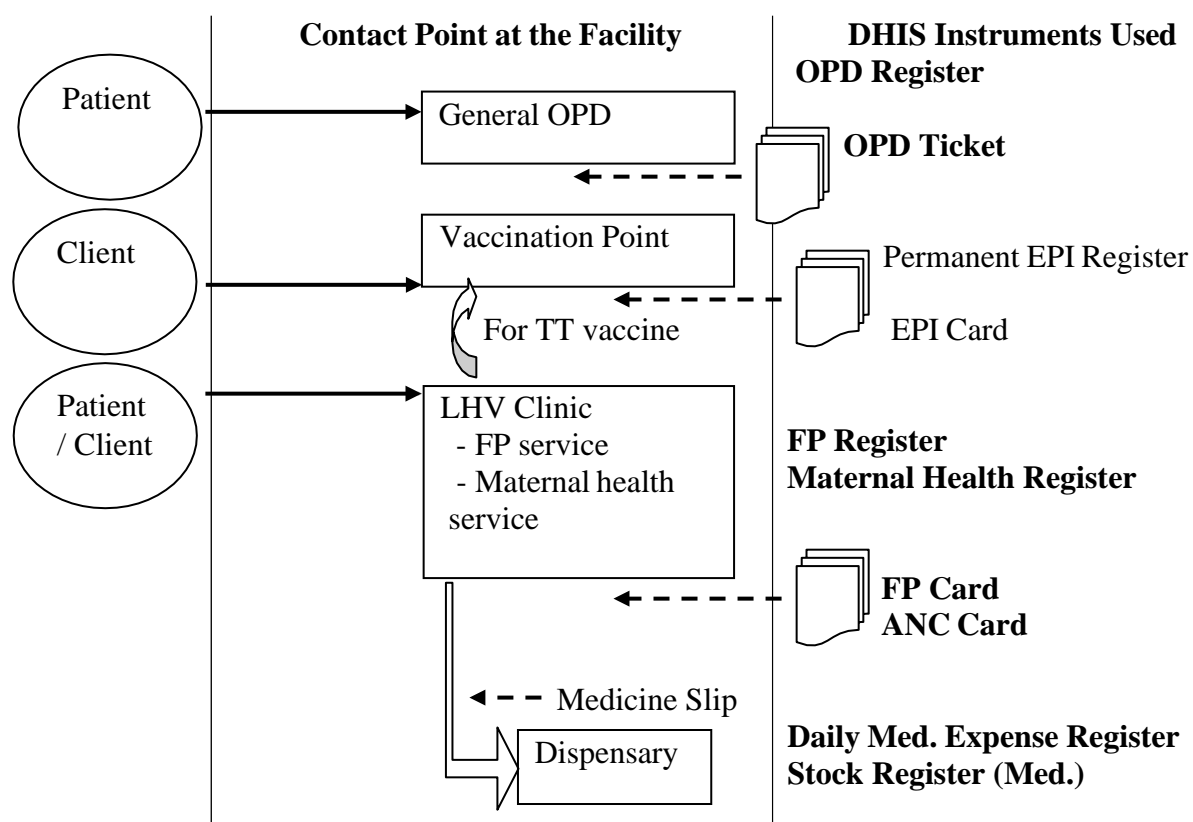 Contact Point at the Facility
DHIS Instruments Used
OPD Register
Patient
General OPD
OPD Ticket
Client
Vaccination Point
Permanent EPI Register
For TT vaccine
EPI Card
Patient
/ Client
LHV Clinic
- FP service
- Maternal health
service
FP Register
Maternal Health Register
FP Card
ANC Card
Medicine Slip
Dispensary
Daily Med. Expense Register
Stock Register (Med.)